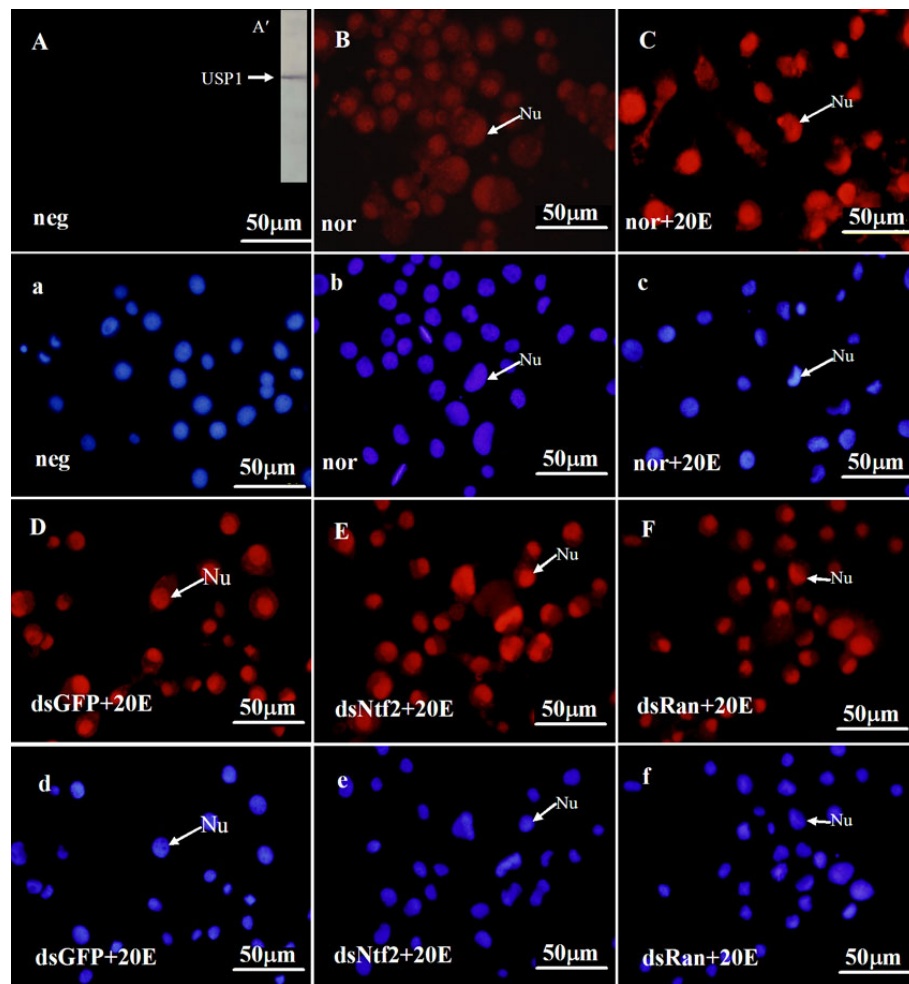 A
A′
USP1
neg
50μm
B
Nu
nor
50μm
C
Nu
nor+20E
50μm
a
neg
50μm
b
Nu
nor
50μm
c
Nu
nor+20E
50μm
D
Nu
dsGFP+20E
50μm
E
Nu
dsNtf2+20E
50μm
F
Nu
dsRan+20E
50μm
d
Nu
dsGFP+20E
50μm
e
Nu
dsNtf2+20E
50μm
f
Nu
dsRan+20E
50μm